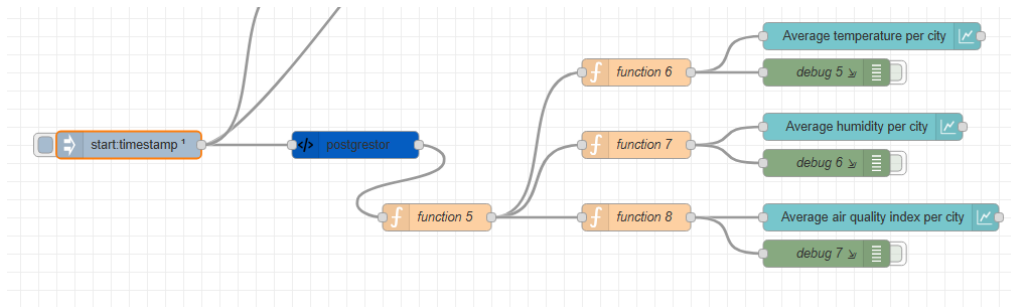 Average temperature per city
function 6
debug 5
Average humidity per city
start:timestamp ¹
postgrestor
function 7
debug 6
function 5
function 8
Average air quality index per city
debug 7